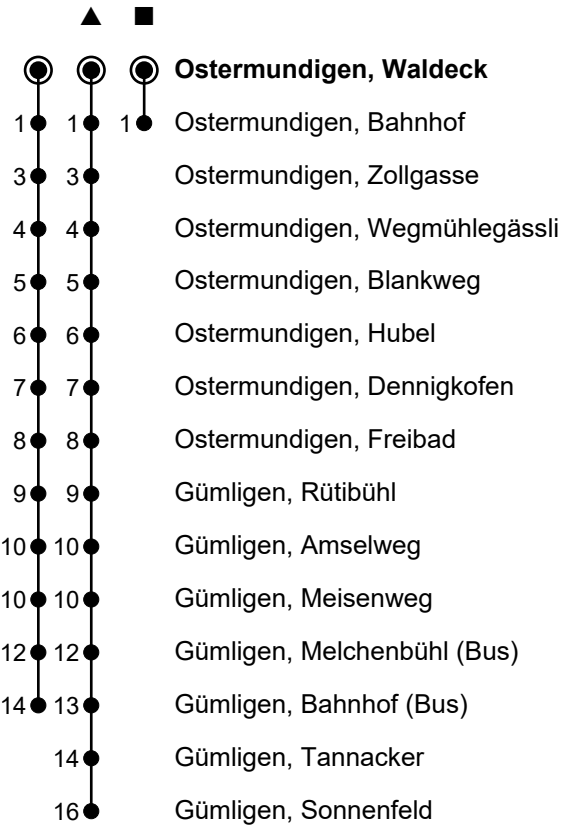 ▲ ■
Ostermundigen, Waldeck
1 1 1 Ostermundigen, Bahnhof
3 3 Ostermundigen, Zollgasse
4 4 Ostermundigen, Wegmühlegässli
5 5 Ostermundigen, Blankweg
6 6 Ostermundigen, Hubel
7 7 Ostermundigen, Dennigkofen
8 8 Ostermundigen, Freibad
9 9 Gümligen, Rütibühl
10 10 Gümligen, Amselweg
10 10 Gümligen, Meisenweg
12 12 Gümligen, Melchenbühl (Bus)
14 13 Gümligen, Bahnhof (Bus)
14 Gümligen, Tannacker
16 Gümligen, Sonnenfeld